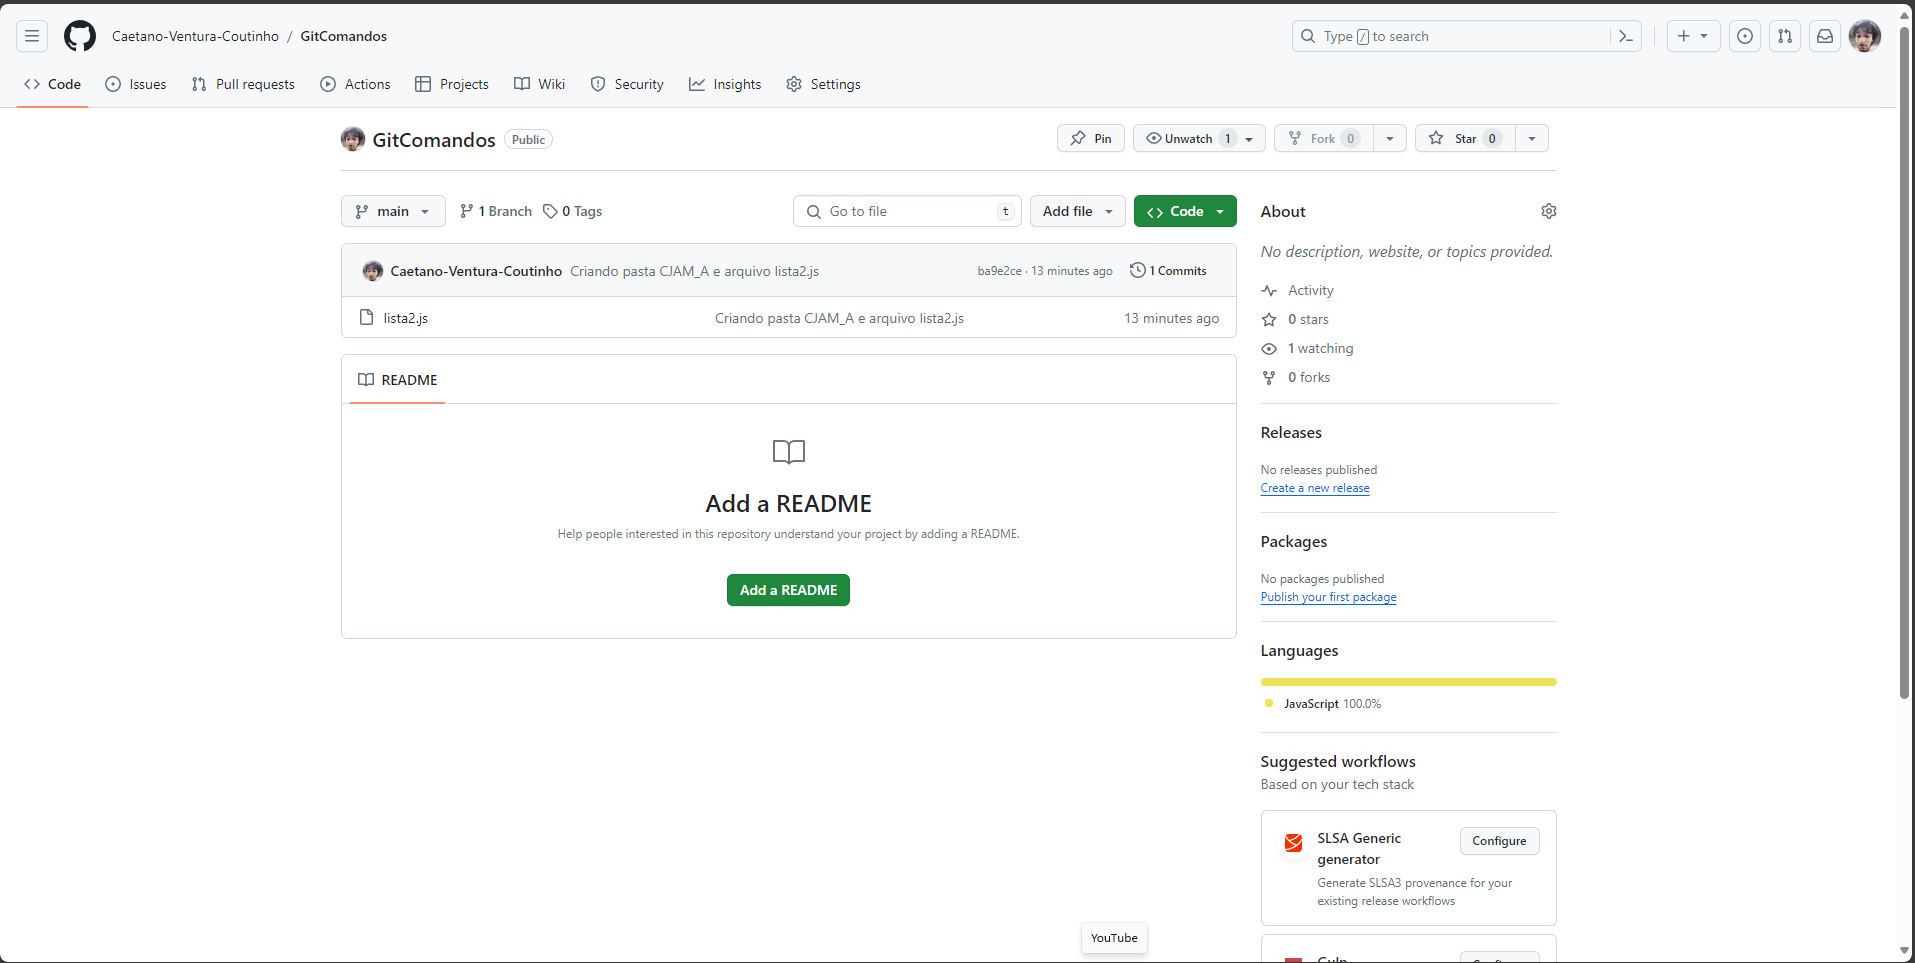 Caetano-Ventura-Coutinho / GitComandos
Type / to search
Code Issues Pull requests Actions Projects Wiki Security Insights Settings
GitComandos Public
Pin Unwatch 1 Fork 0 Star 0
main 1 Branch 0 Tags Go to file t Add file Code
Caetano-Ventura-Coutinho Criando pasta CJAM_A e arquivo lista2.js ba9e2ce · 13 minutes ago 1 Commits
lista2.js Criando pasta CJAM_A e arquivo lista2.js 13 minutes ago
README
Add a README
Help people interested in this repository understand your project by adding a README.
Add a README
About
No description, website, or topics provided.
Activity
0 stars
1 watching
0 forks
Releases
No releases published
Create a new release
Packages
No packages published
Publish your first package
Languages
JavaScript 100.0%
Suggested workflows
Based on your tech stack
SLSA Generic
generator
Configure
Generate SLSA3 provenance for your
existing release workflows
YouTube